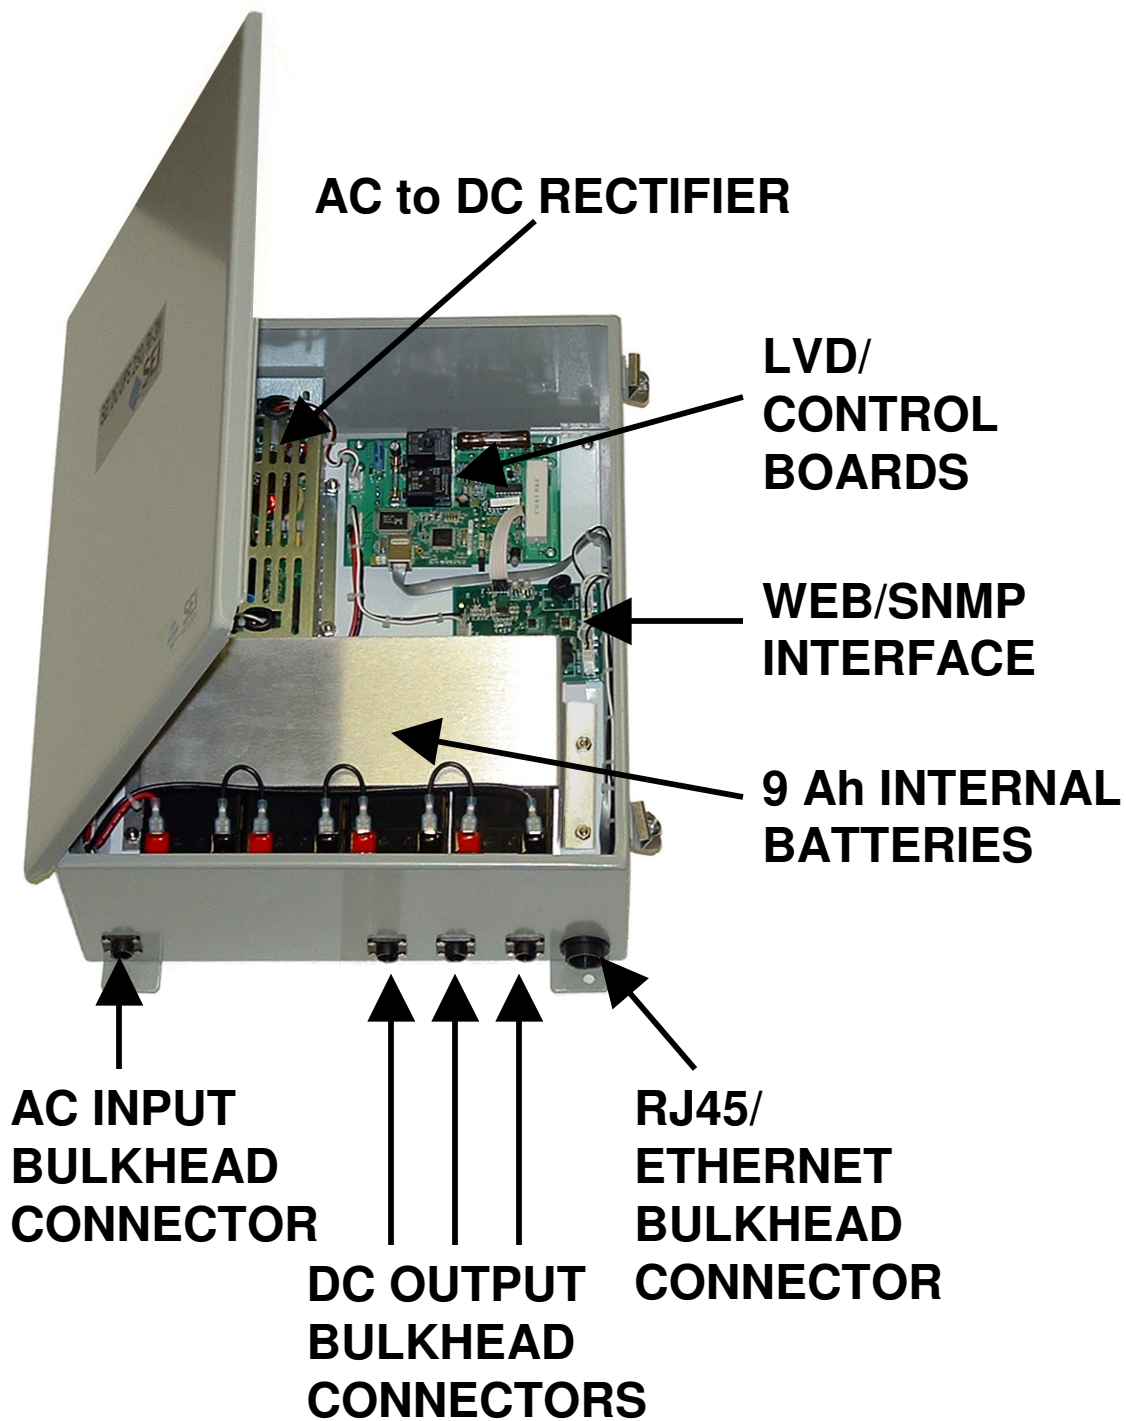 AC to DC RECTIFIER
LVD/
CONTROL
BOARDS
SEI
WEB/SNMP
INTERFACE
9 Ah INTERNAL
BATTERIES
AC INPUT
BULKHEAD
CONNECTOR
DC OUTPUT
BULKHEAD
CONNECTORS
RJ45/
ETHERNET
BULKHEAD
CONNECTOR